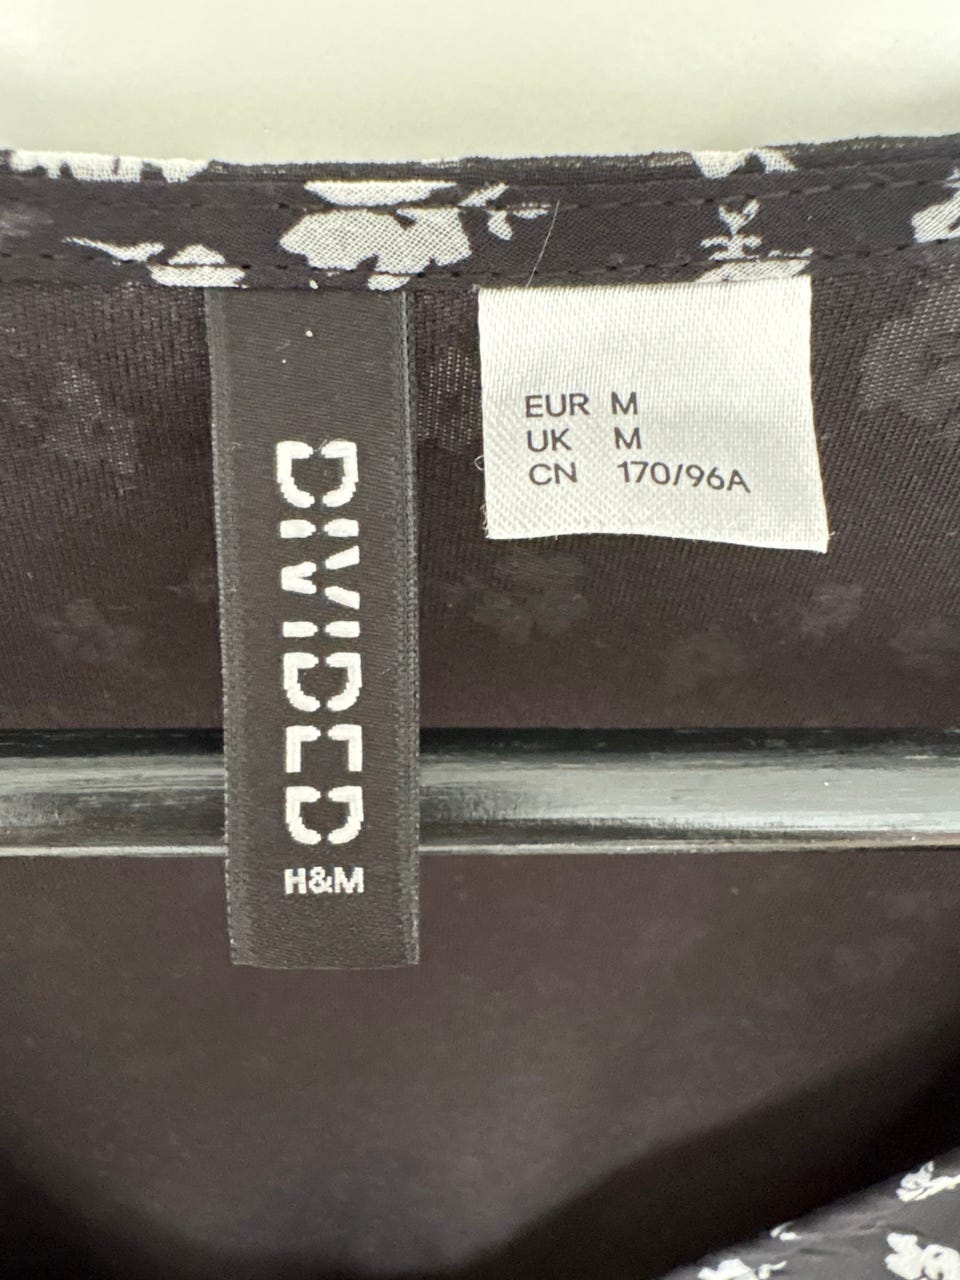 DIVIDED
H&M
EUR M
UK M
CN 170/96A